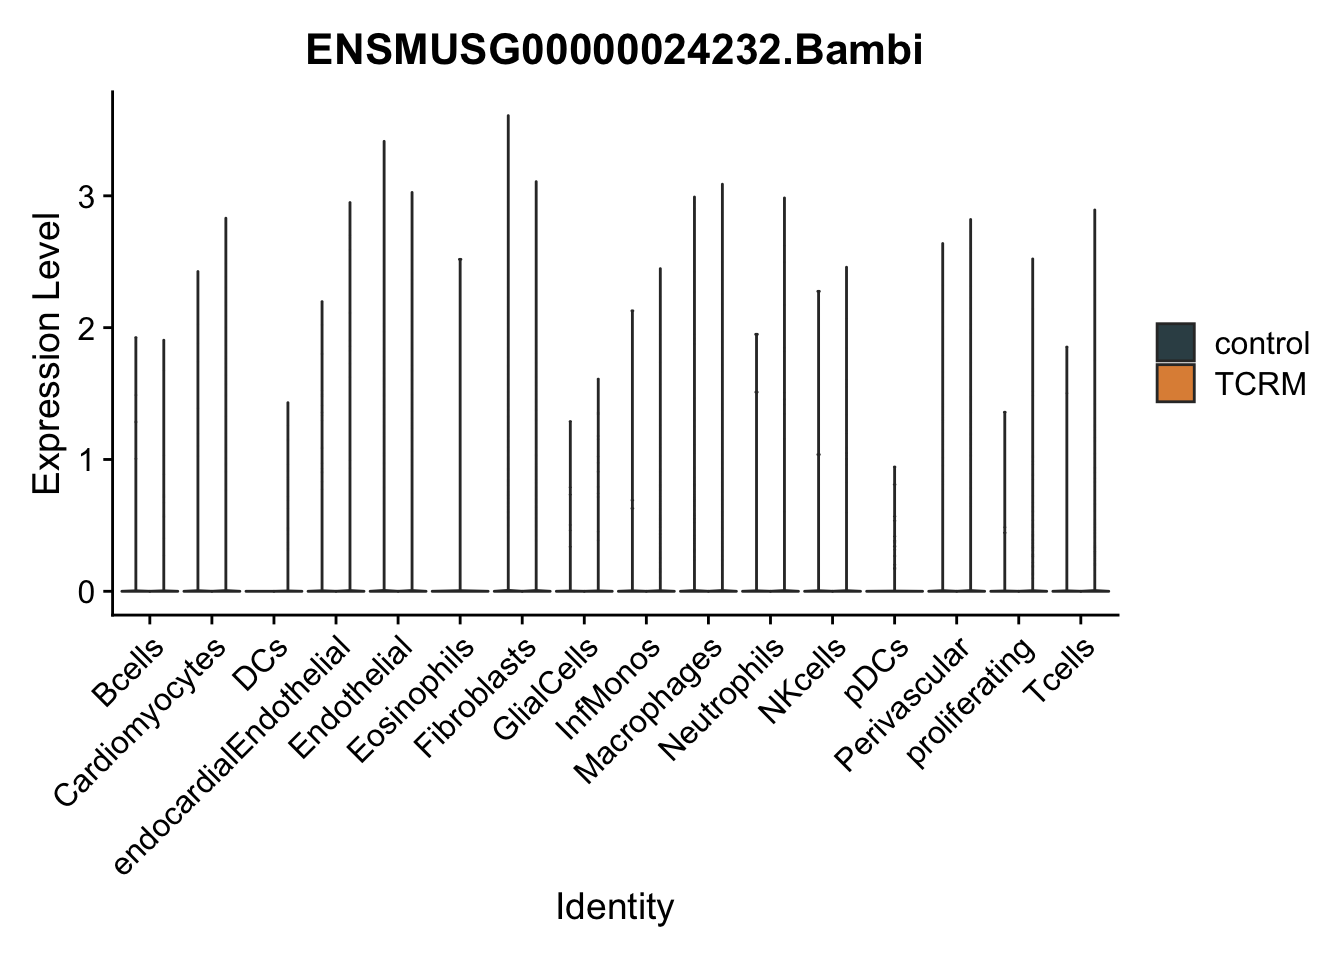 ENSMUSG00000024232.Bambi
Expression Level
3
2
1
0
Bcells
Cardiomyocytes
DCs
endocardialEndothelial
Endothelial
Eosinophils
Fibroblasts
GlialCells
InfMonos
Macrophages
Neutrophils
NKcells
pDCs
Perivascular
proliferating
Tcells
Identity
control
TCRM